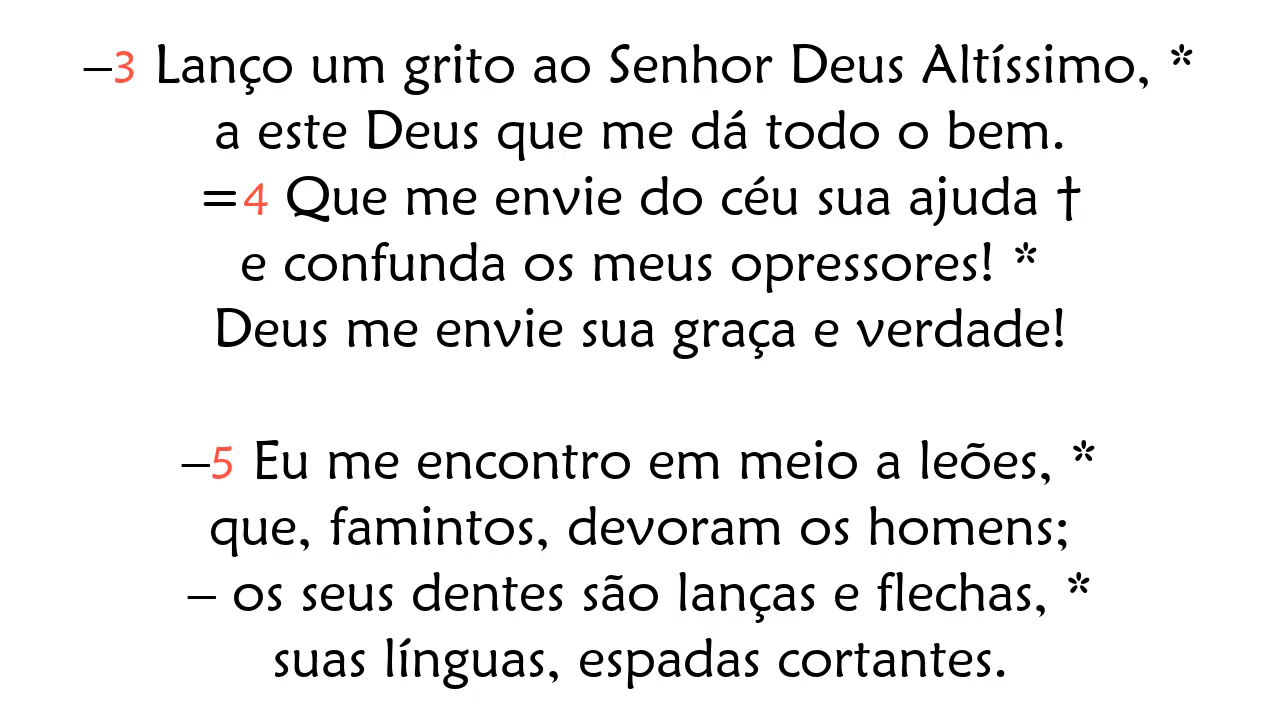 –3 Lanço um grito ao Senhor Deus Altíssimo, *
a este Deus que me dá todo o bem.
=4 Que me envie do céu sua ajuda †
e confunda os meus opressores! *
Deus me envie sua graça e verdade!
–5 Eu me encontro em meio a leões, *
que, famintos, devoram os homens;
– os seus dentes são lanças e flechas, *
suas línguas, espadas cortantes.